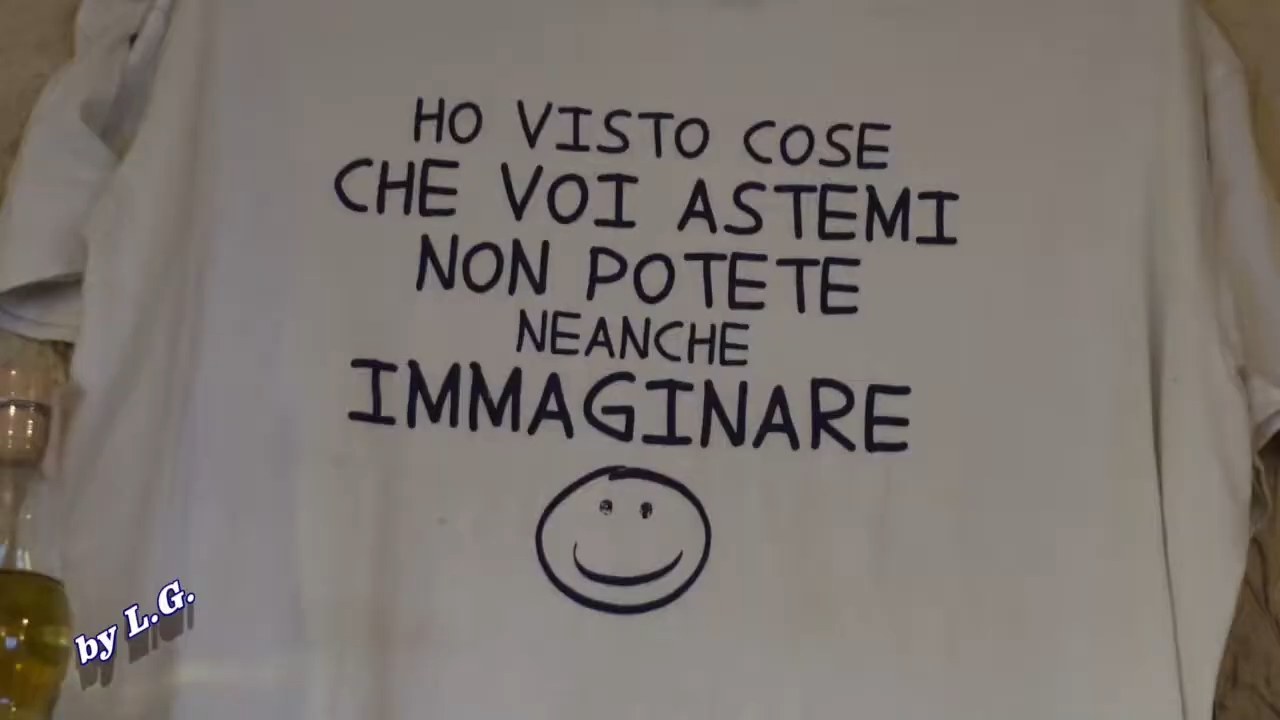 HO VISTO COSE
CHE VOI ASTEMI
NON POTETE
NEANCHE
IMMAGINARE
by L.G.